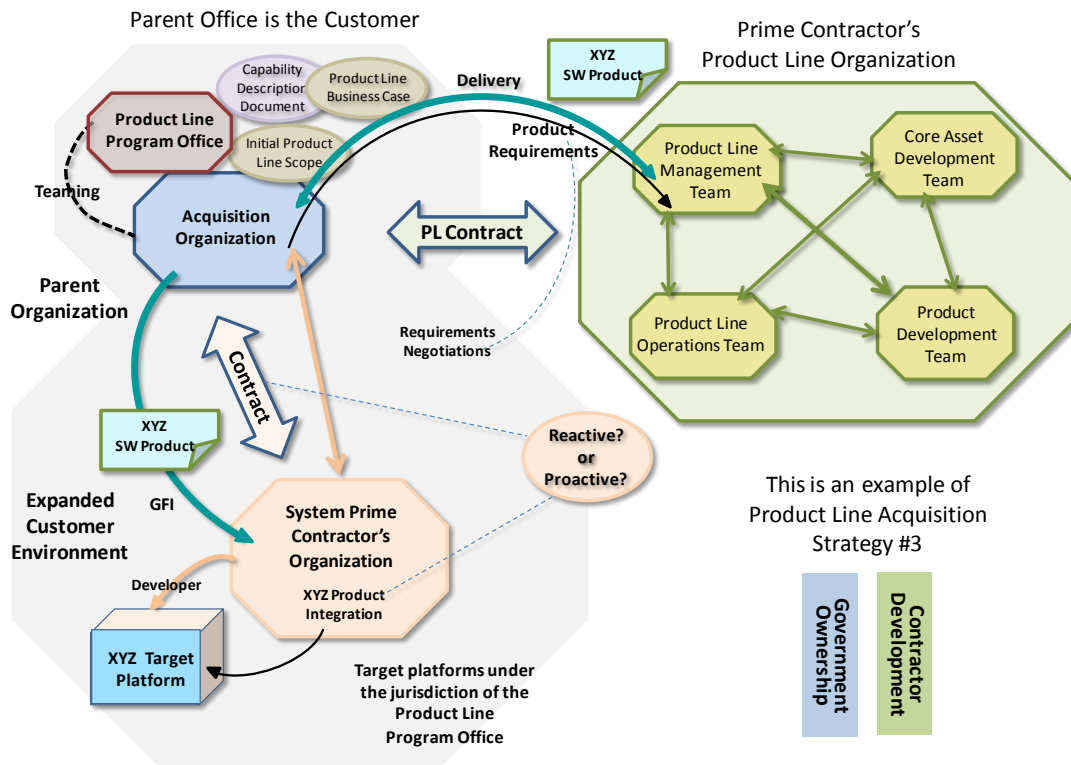 Parent Office is the Customer
Capability
Description
Document
Product Line
Business Case
Product Line
Program Office
Initial Product
Line Scope
Teaming
Acquisition
Organization
Parent
Organization
Delivery
XYZ
SW Product
Product
Requirements
PL Contract
Requirements
Negotiations
Prime Contractor’s
Product Line Organization
Product Line
Management
Team
Core Asset
Development
Team
Product Line
Operations Team
Product
Development
Team
Contract
XYZ
SW Product
GFI
Expanded
Customer
Environment
Reactive?
or
Proactive?
System Prime
Contractor’s
Organization
XYZ Product
Integration
Developer
XYZ Target
Platform
Target platforms under
the jurisdiction of the
Product Line
Program Office
This is an example of
Product Line Acquisition
Strategy #3
Government
Ownership
Contractor
Development